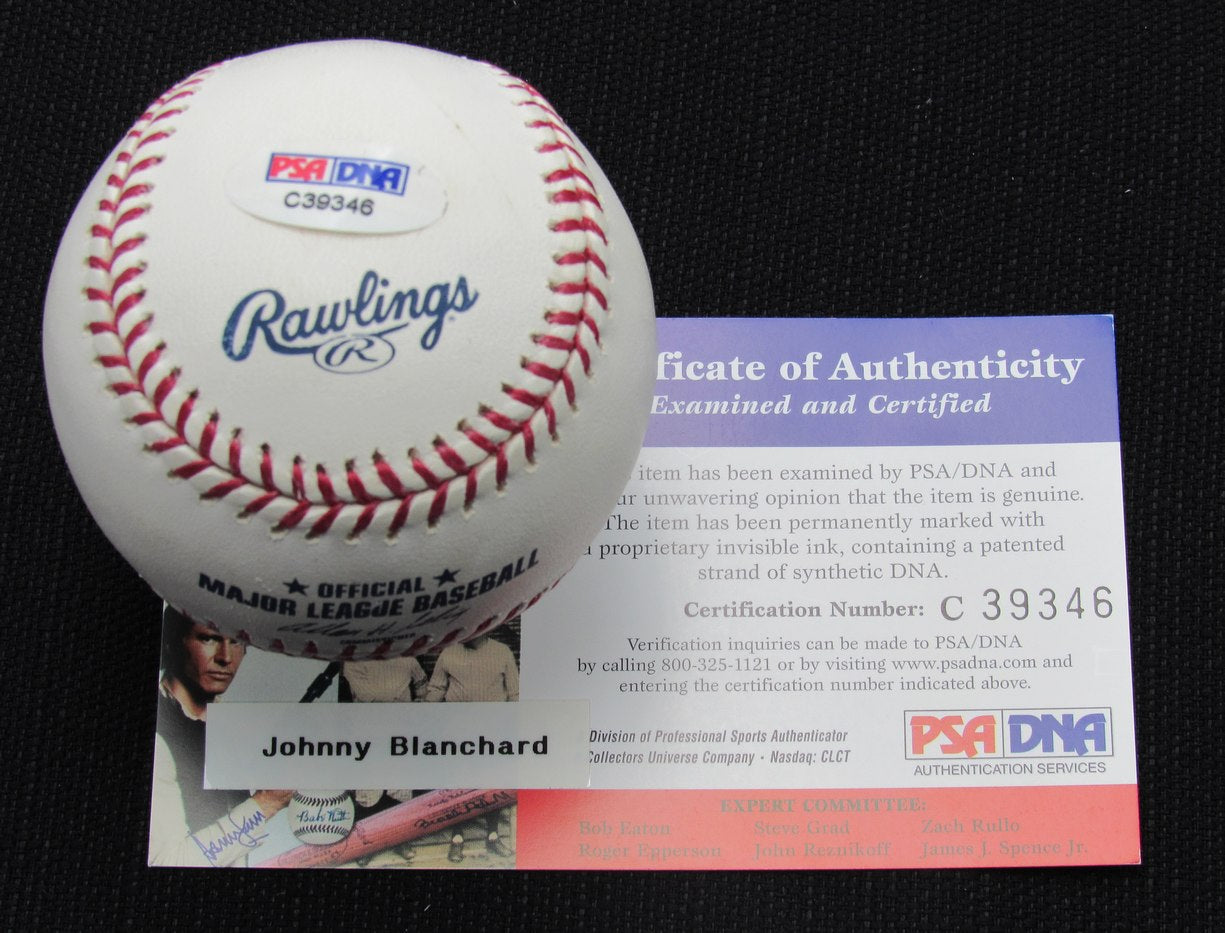 PSA DNA
C39346
Rawlings
R
OFFICIAL
MAJOR LEAGUE BASEBALL
ficate of Authenticity
Examined and Certified
item has been examined by PSA/DNA and
ur unwavering opinion that the item is genuine.
The item has been permanently marked with
a proprietary invisible ink, containing a patented
strand of synthetic DNA.
Certification Number: C 39346
Verification inquiries can be made to PSA/DNA
by calling 800-325-1121 or by visiting www.psadna.com and
entering the certification number indicated above.
Division of Professional Sports Authenticator
Collectors Universe Company • Nasdaq: CLCT
PSA DNA
AUTHENTICATION SERVICES
Johnny Blanchard
Babe Ruth
EXPERT COMMITTEE:
Bob Eaton Steve Grad Zach Rullo
Roger Epperson John Reznikoff James J. Spence Jr.